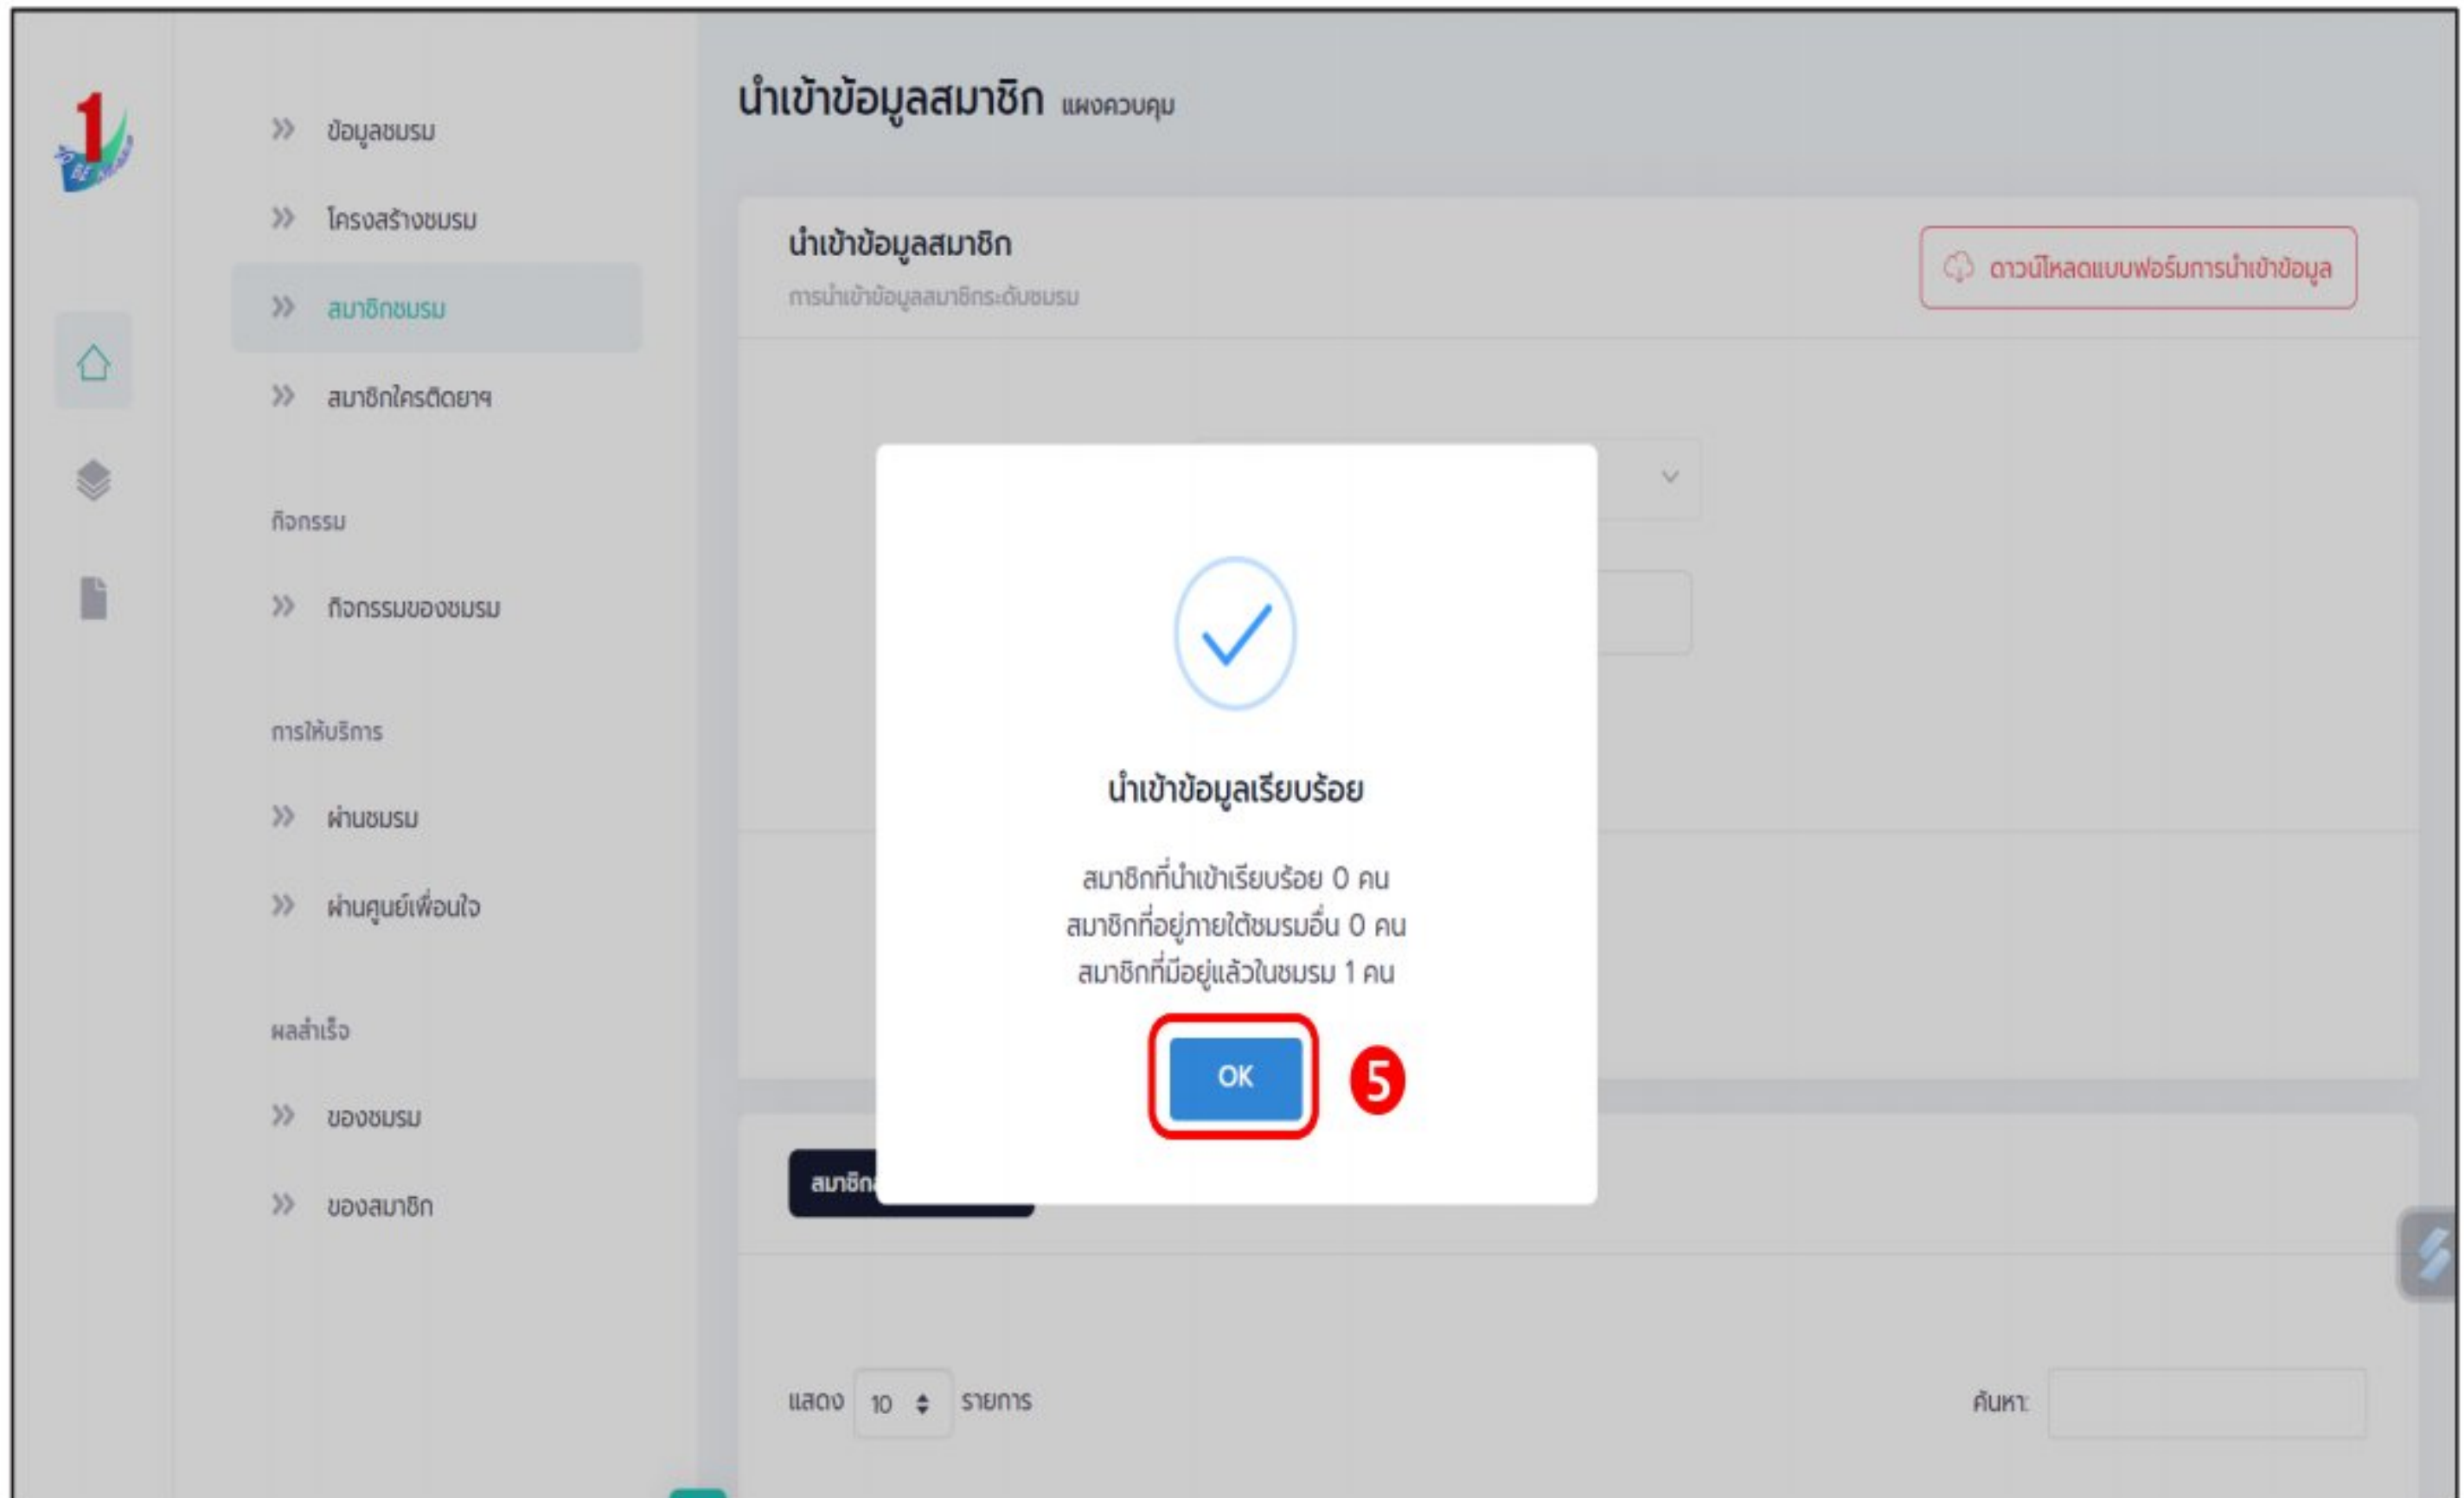 นำเข้าข้อมูลสมาชิก แผงควบคุม
1
ข้อมูลชมรม
โครงสร้างชมรม
สมาชิกชมรม
สมาชิกใครติดยาฯ
กิจกรรม
กิจกรรมของชมรม
การให้บริการ
ผ่านชมรม
ผ่านศูนย์เพื่อนใจ
ผลสำเร็จ
ของชมรม
ของสมาชิก
นำเข้าข้อมูลสมาชิก
การนำเข้าข้อมูลสมาชิกระดับชมรม
ดาวน์โหลดแบบฟอร์มการนำเข้าข้อมูล
นำเข้าข้อมูลเรียบร้อย
สมาชิกที่นำเข้าเรียบร้อย 0 คน
สมาชิกที่อยู่ภายใต้ชมรมอื่น 0 คน
สมาชิกที่มีอยู่แล้วในชมรม 1 คน
OK
5
แสดง 10 รายการ
ค้นหา: